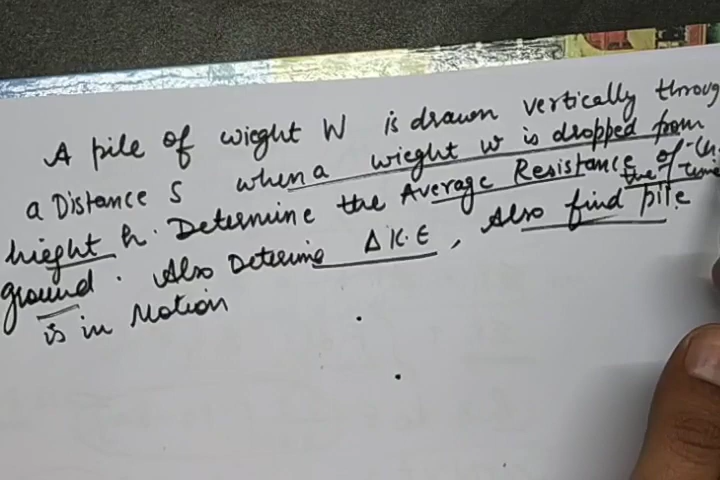 A pile of wieght W is drawn vertically throug
a Distance S when a wieght w is dropped from
hieght h. Determine the Average Resistance of the
ground. Also Determine Δ K.E, Also find the time pile
is in Motion